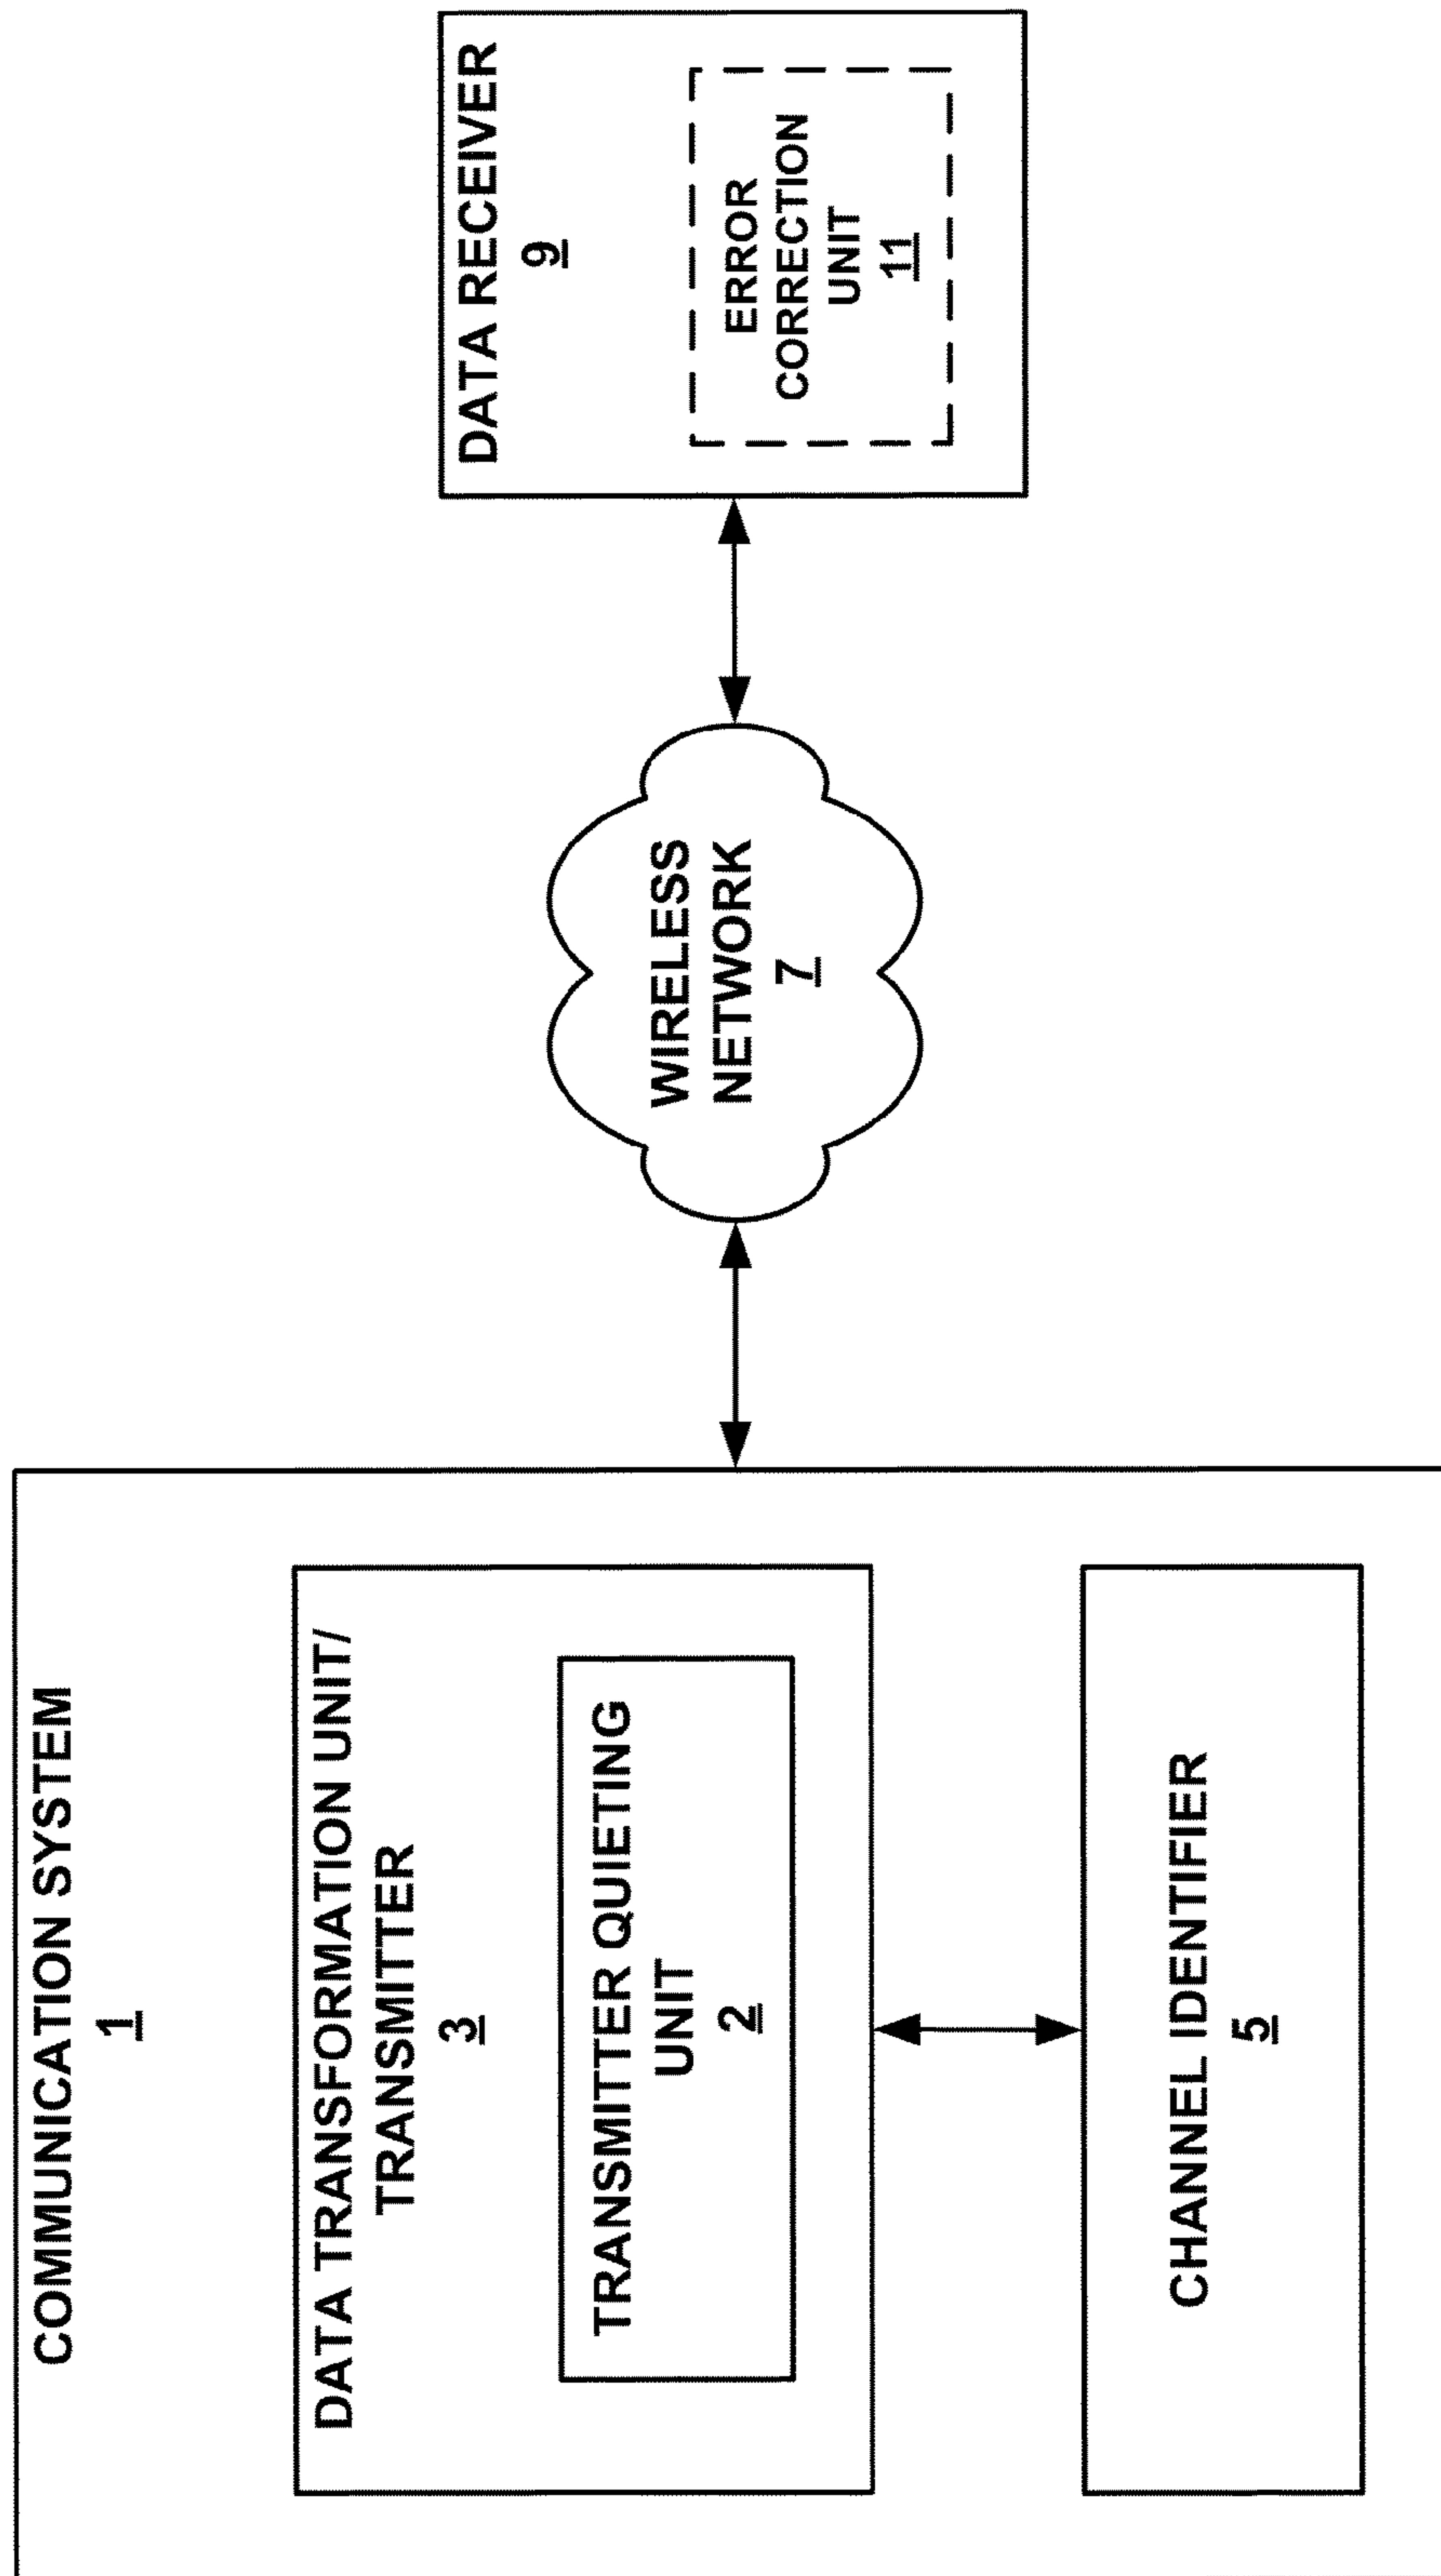 COMMUNICATION SYSTEM
1
DATA TRANSFORMATION UNIT/
TRANSMITTER
3
TRANSMITTER QUIETING
UNIT
2
CHANNEL IDENTIFIER
5
WIRELESS
NETWORK
7
DATA RECEIVER
9
ERROR
CORRECTION
UNIT
11